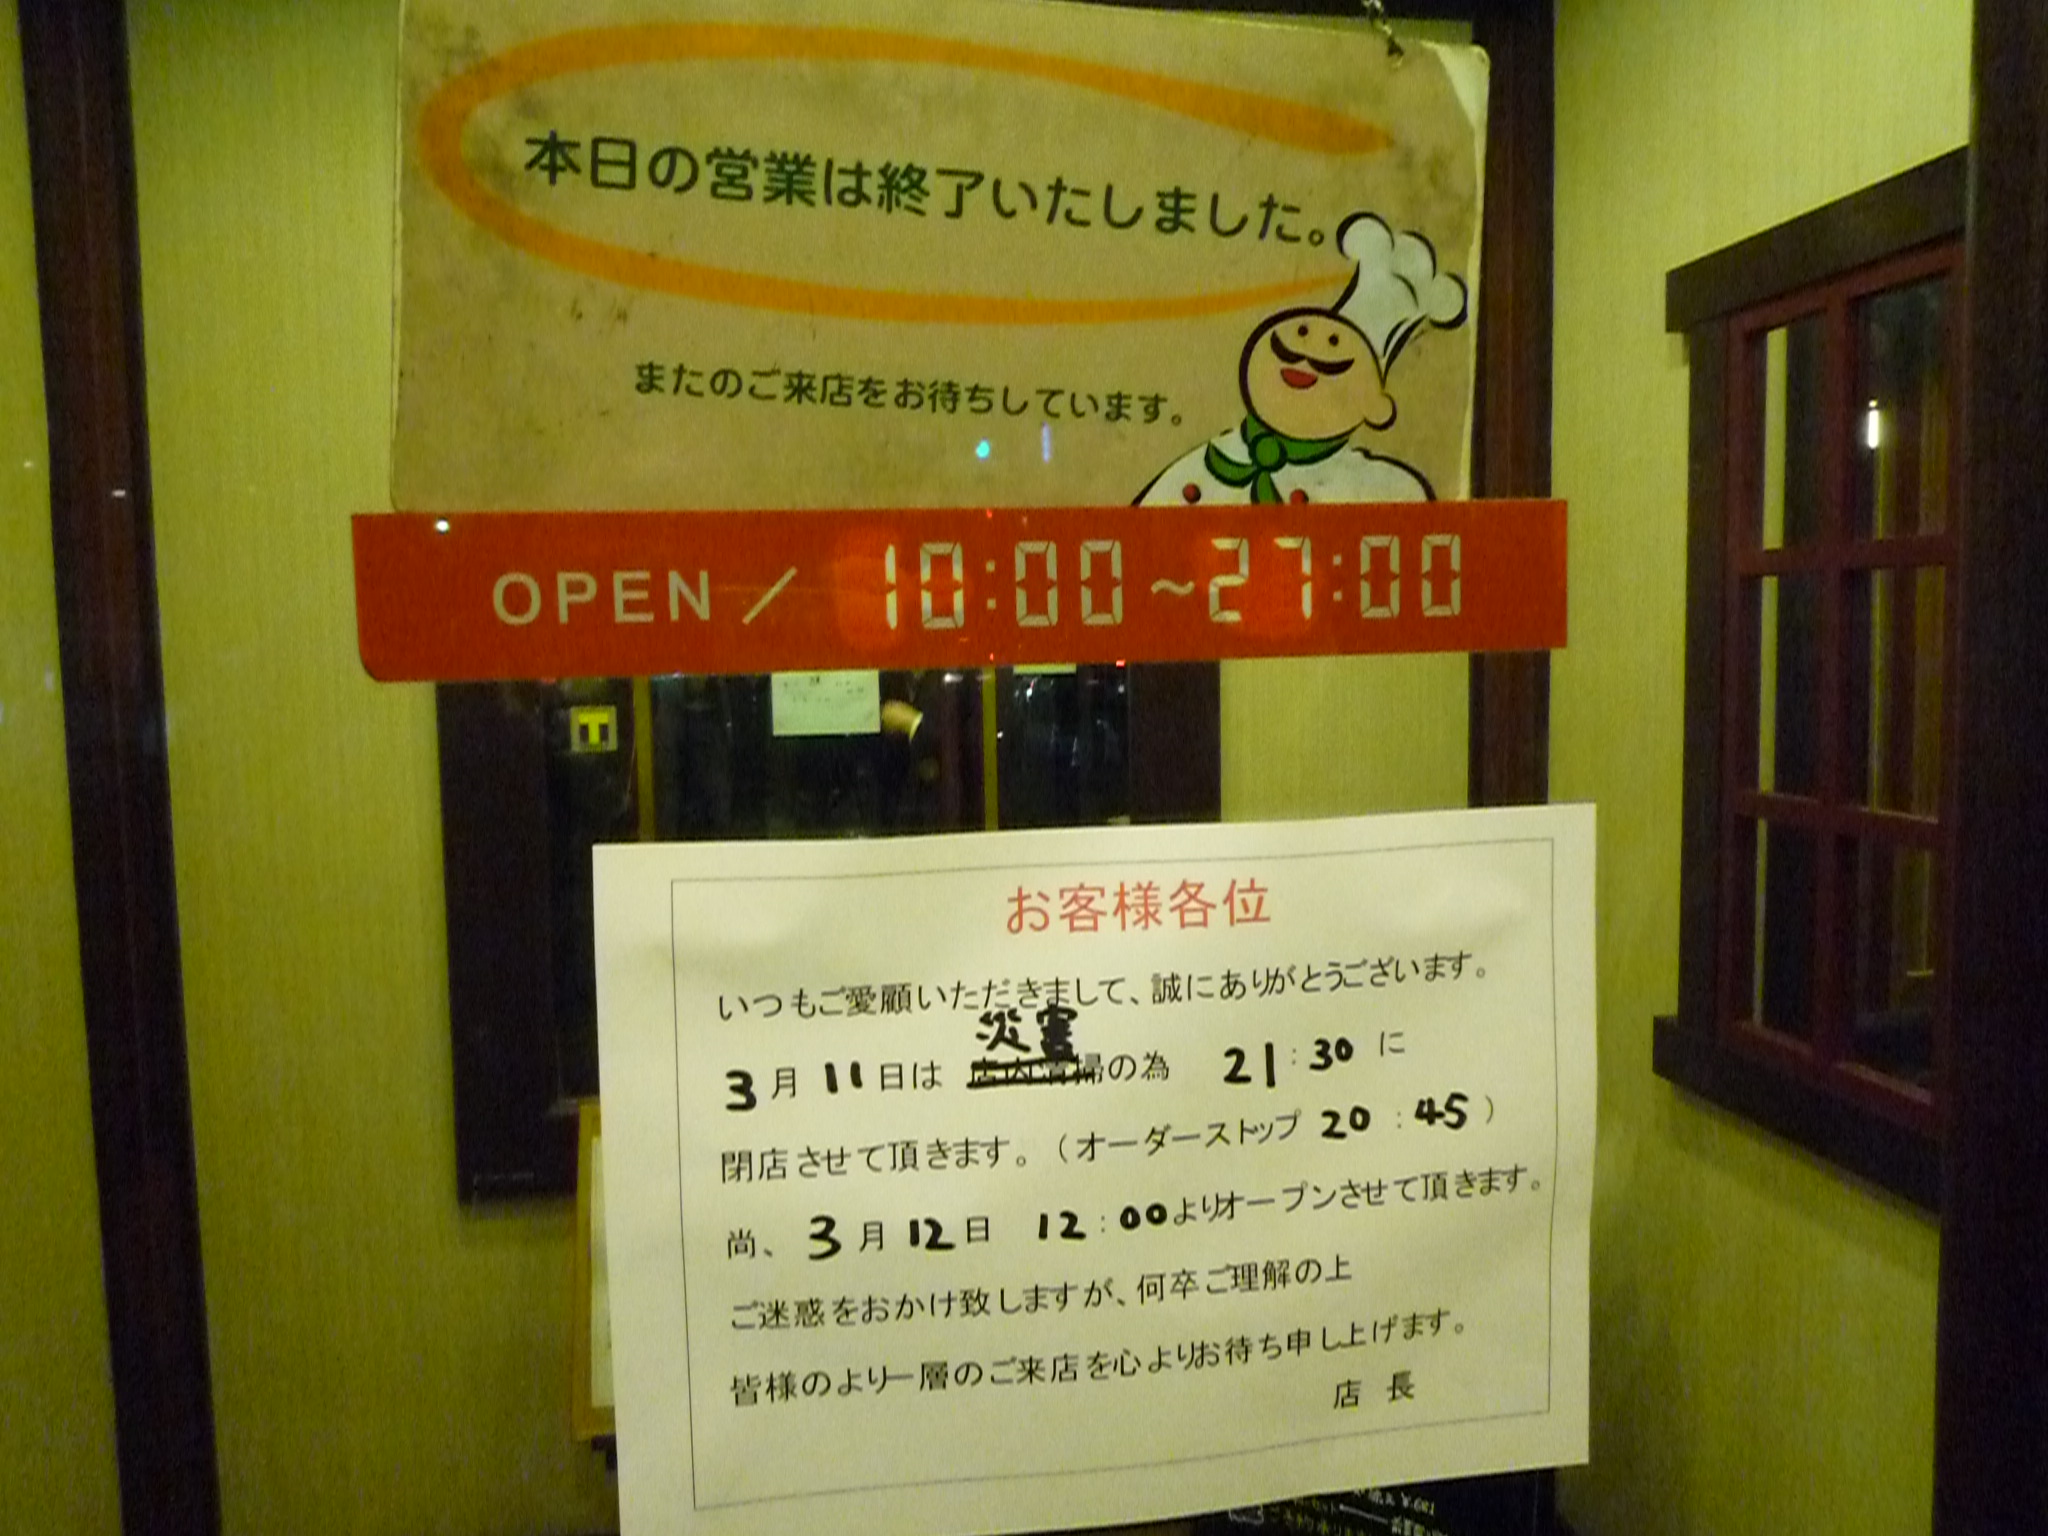 本日の営業は終了いたしました。
またのご来店をお待ちしています。
OPEN / 10:00~27:00
T
お客様各位
いつもご愛顧いただきまして、誠にありがとうございます。
災害
3月11日は 店内清掃の為 21:30 に
閉店させて頂きます。(オーダーストップ 20:45)
尚、3月12日 12:00よりオープンさせて頂きます。
ご迷惑をおかけ致しますが、何卒ご理解の上
皆様のより一層のご来店を心よりお待ち申し上げます。
店 長